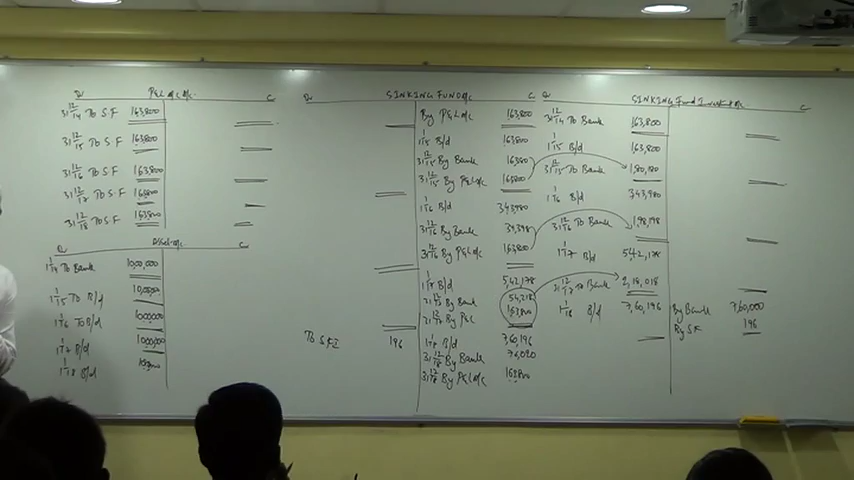 Dr P&L A/c Cr
31/12/14 To S.F 163,800
31/12/15 To S.F 163,800
31/12/16 To S.F 163,800
31/12/17 To S.F 163,800
31/12/18 To S.F 163,800
Dr Asset A/c Cr
1/1/14 To Bank 10,00,000
1/1/15 To B/d 10,00,000
1/1/16 To B/d 10,00,000
1/1/17 B/d 10,00,000
1/1/18 B/d
Dr SINKING FUND A/c Cr
By P&L A/c 163,800
1/1/15 B/d 163,800
31/12/15 By Bank
31/12/15 By P&L A/c 163,800
1/1/16 B/d 3,43,980
31/12/16 By Bank 34,398
31/12/16 By P&L A/c 163,800
1/1/17 B/d 5,42,178
31/12/17 By Bank 54,218
31/12/17 By P&L 163,800
To S.F.I 196
B/d 7,60,196
31/12/18 By Bank 76,020
31/12/18 By P&L A/c 163,800
Dr SINKING Fund Investment A/c Cr
31/12/14 To Bank 163,800
1/1/15 B/d 1,63,800
31/12/15 To Bank 1,80,180
1/1/16 B/d 3,43,980
31/12/16 To Bank 1,98,198
1/1/17 B/d 5,42,178
31/12/17 To Bank 2,18,018
1/1/18 B/d 7,60,196
By Bank 7,60,000
By S.F 196